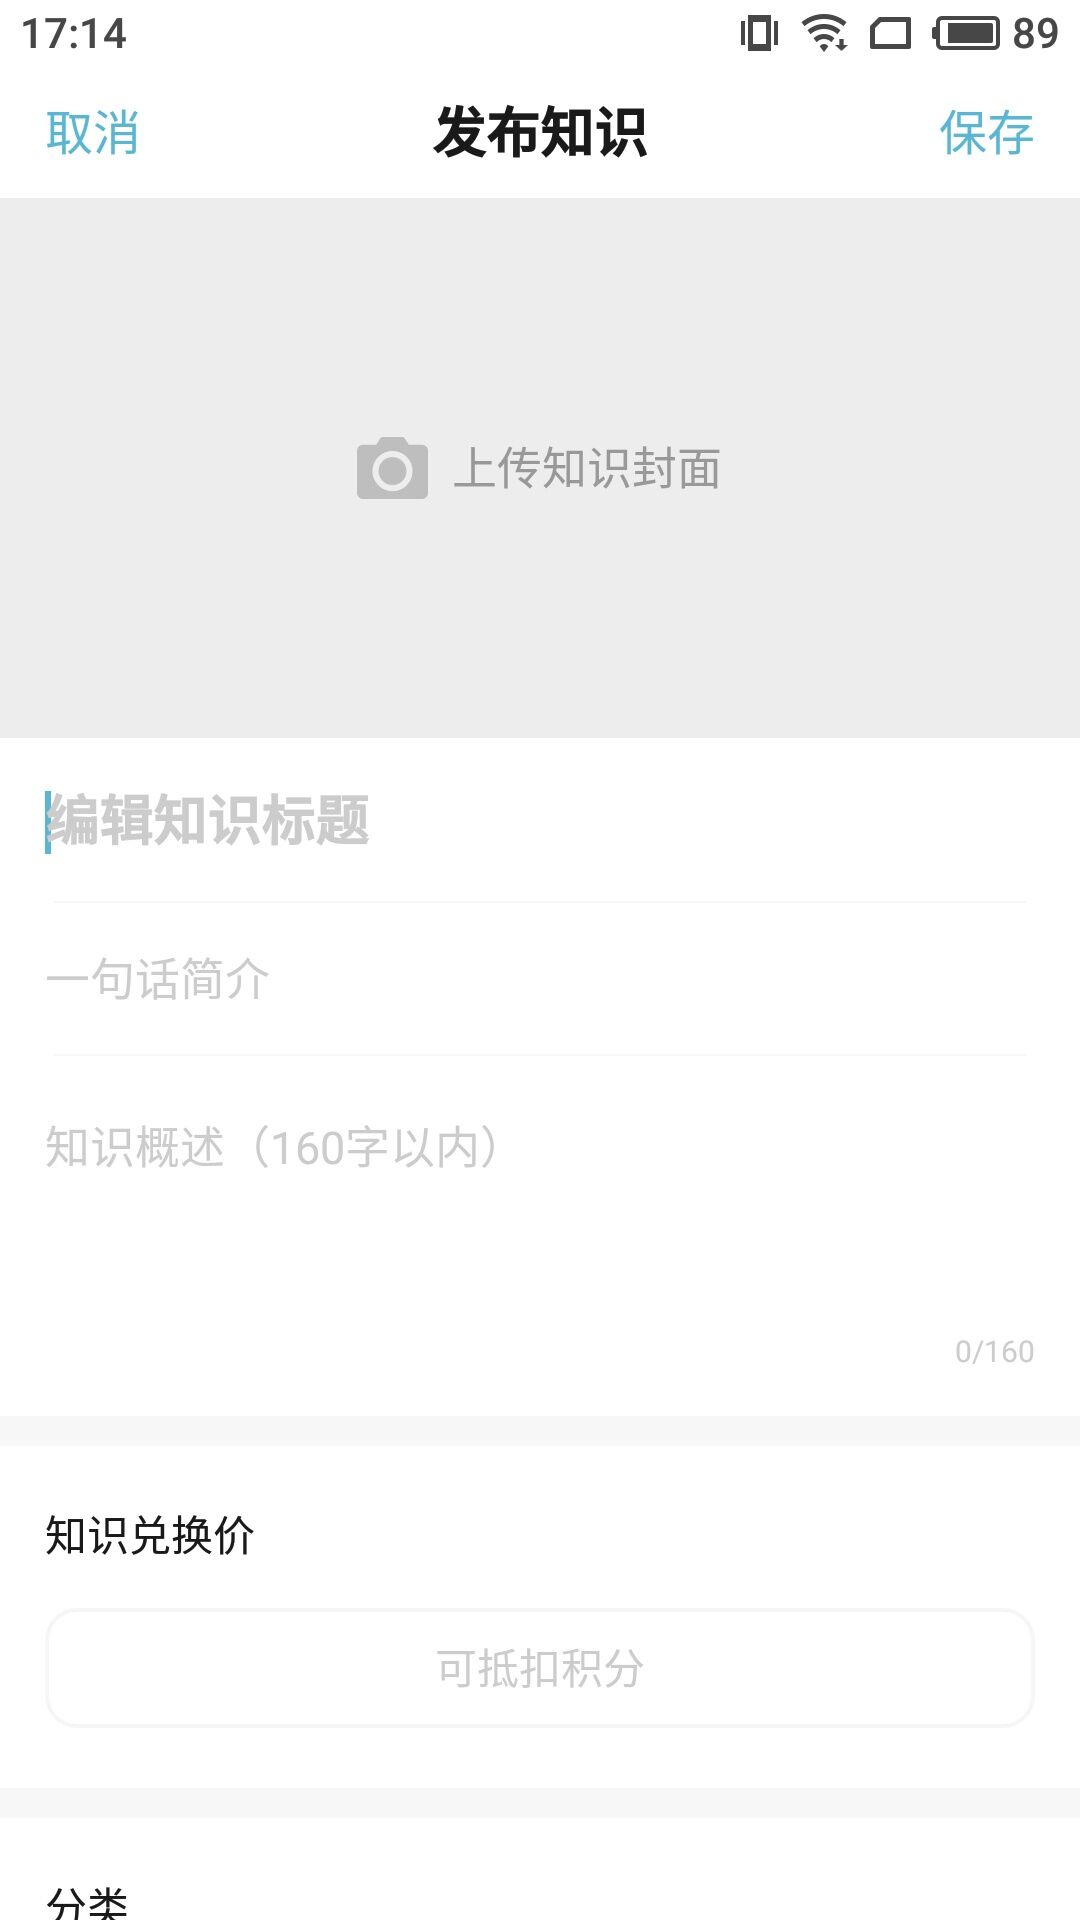 17:14
89
取消
发布知识
保存
上传知识封面
编辑知识标题
一句话简介
知识概述（160字以内）
0/160
知识兑换价
可抵扣积分
分类